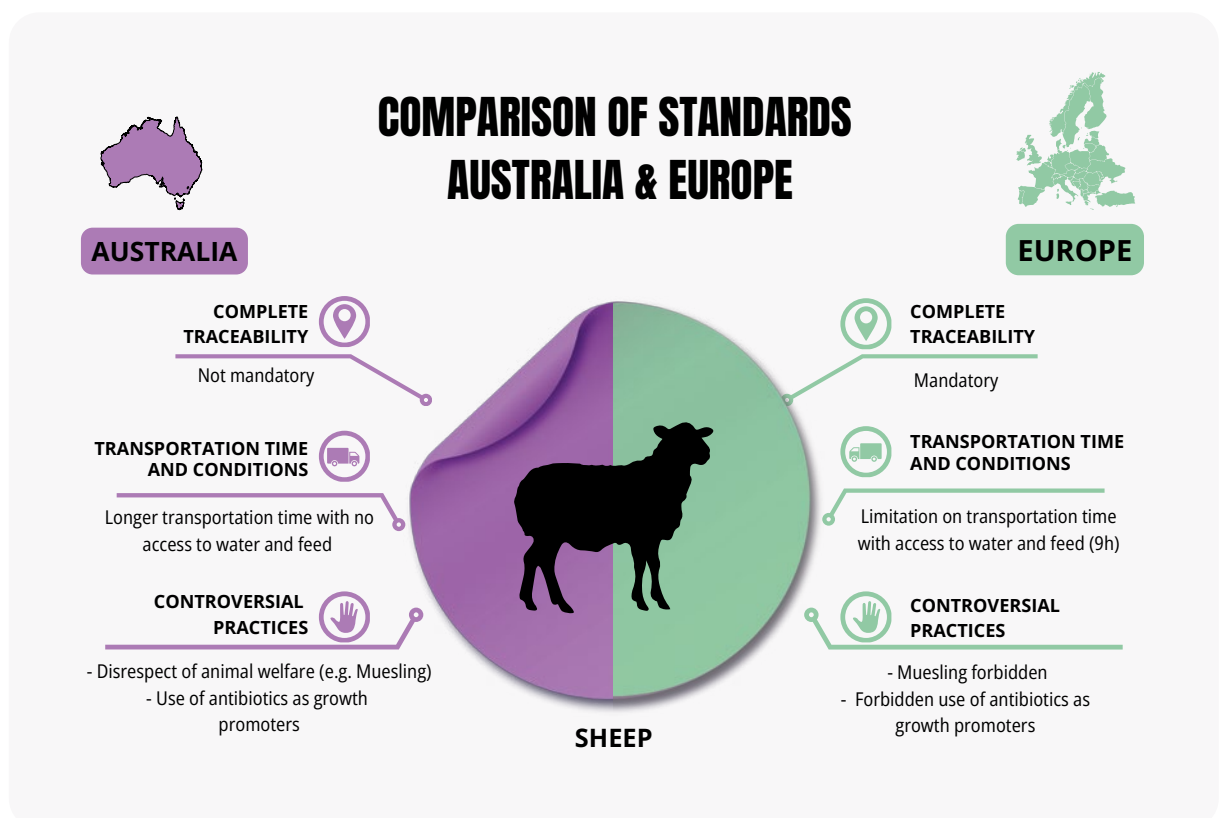 COMPARISON OF STANDARDS
AUSTRALIA & EUROPE
AUSTRALIA
COMPLETE
TRACEABILITY
Not mandatory
TRANSPORTATION TIME
AND CONDITIONS
Longer transportation time with no
access to water and feed
CONTROVERSIAL
PRACTICES
- Disrespect of animal welfare (e.g. Muesling)
- Use of antibiotics as growth
promoters
EUROPE
COMPLETE
TRACEABILITY
Mandatory
TRANSPORTATION TIME
AND CONDITIONS
Limitation on transportation time
with access to water and feed (9h)
CONTROVERSIAL
PRACTICES
- Muesling forbidden
- Forbidden use of antibiotics as
growth promoters
SHEEP